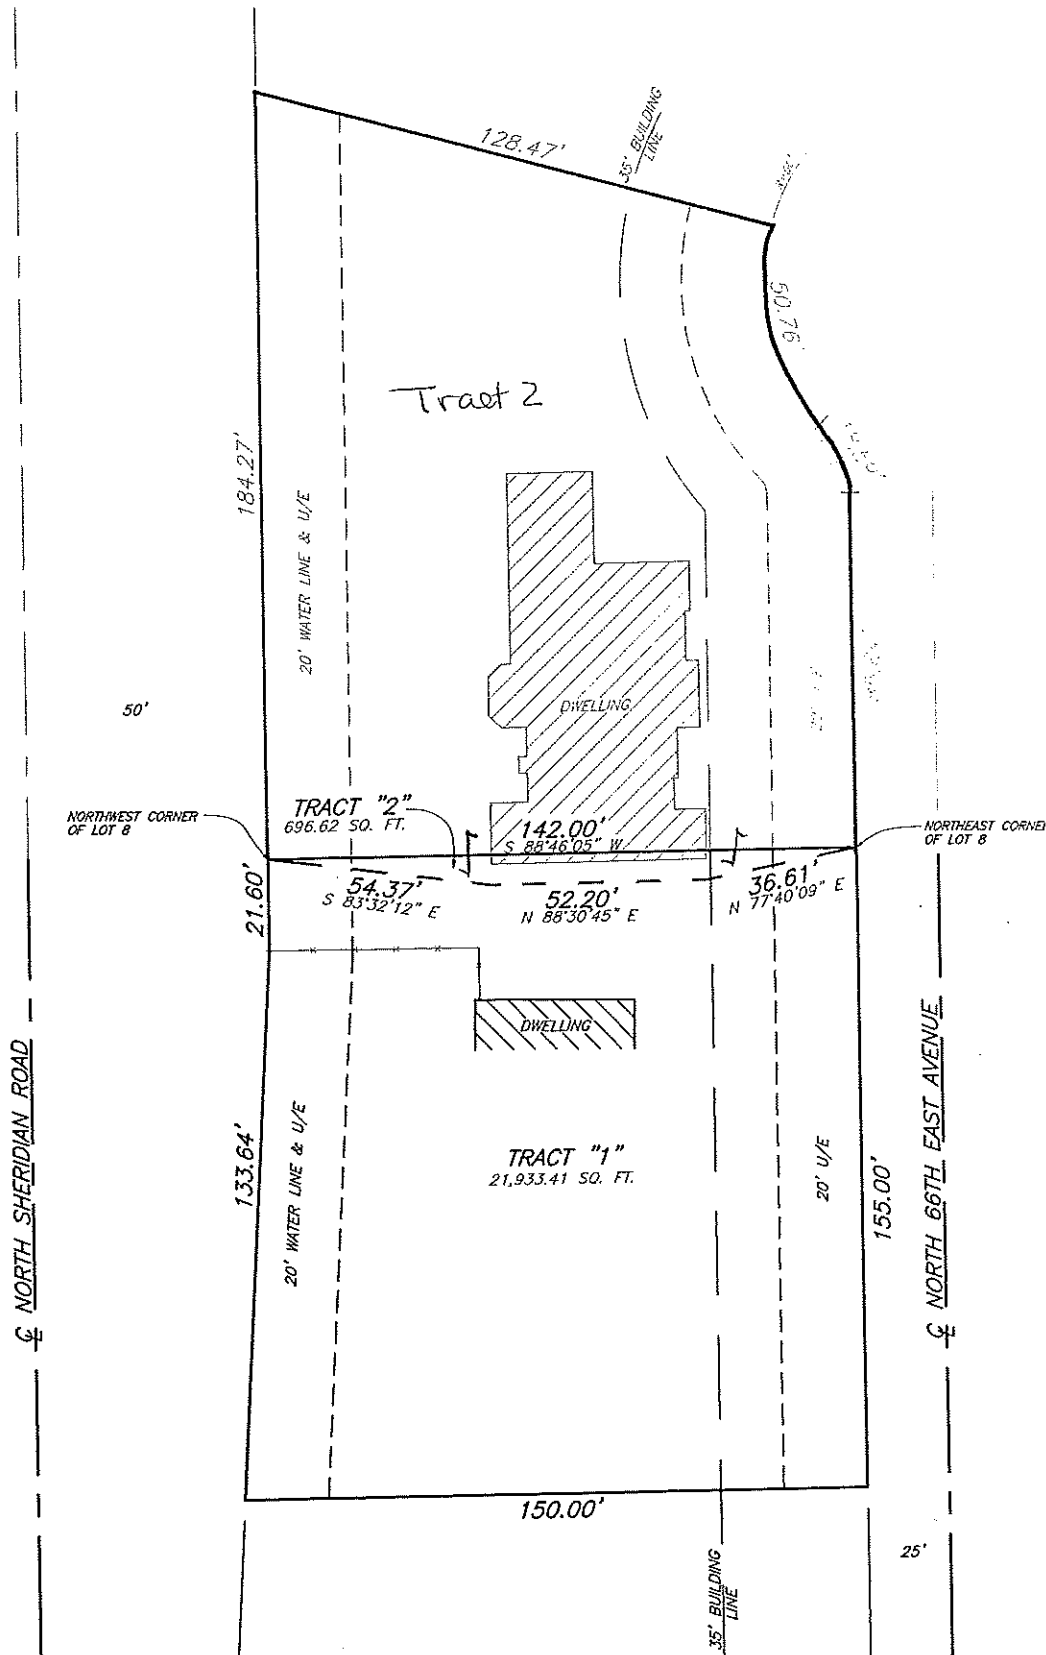 35' BUILDING
LINE
128.47'
50.76'
Tract 2
184.27'
20' WATER LINE & U/E
DWELLING
50'
NORTHWEST CORNER
OF LOT 8
TRACT "2"
696.62 SQ. FT.
142.00'
S 88°46'05" W
NORTHEAST CORNE
OF LOT 8
21.60'
54.37'
S 83°32'12" E
52.20'
N 88°30'45" E
36.61'
N 77°40'09" E
DWELLING
℄ NORTH SHERIDIAN ROAD
133.64'
20' WATER LINE & U/E
TRACT "1"
21,933.41 SQ. FT.
20' U/E
155.00'
℄ NORTH 66TH EAST AVENUE
150.00'
35' BUILDING
LINE
25'